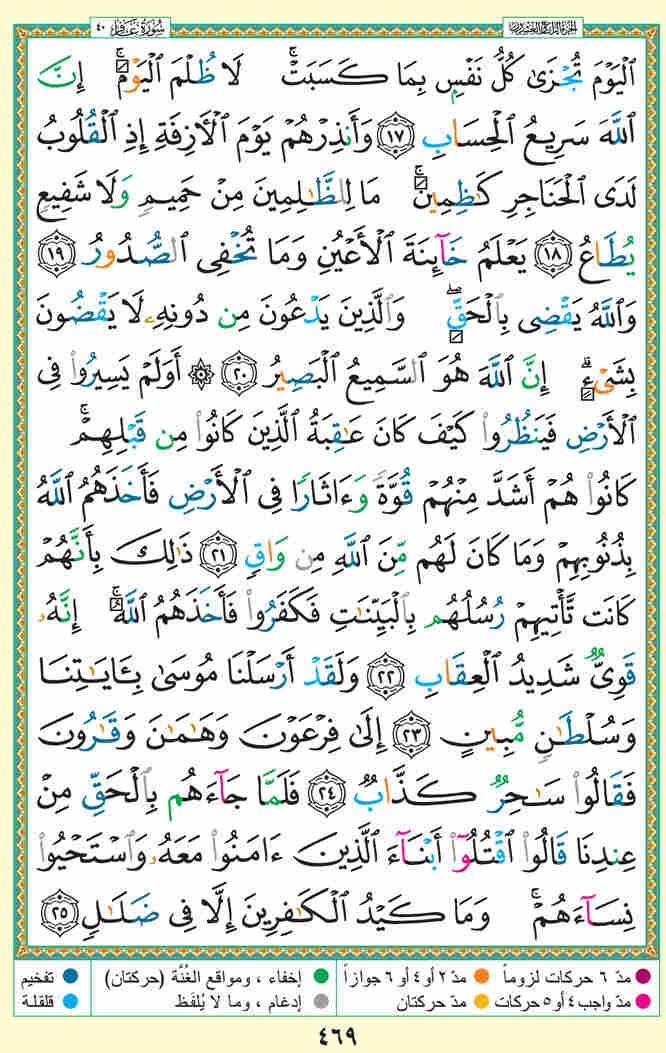 سُورَةُ غَافِر ٤٠
الجزء الرابع والعشرون
ٱلْيَوْمَ تُجْزَىٰ كُلُّ نَفْسٍۭ بِمَا كَسَبَتْ ۚ لَا ظُلْمَ ٱلْيَوْمَ ۚ إِنَّ
ٱللَّهَ سَرِيعُ ٱلْحِسَابِ ١٧ وَأَنذِرْهُمْ يَوْمَ ٱلْـَٔازِفَةِ إِذِ ٱلْقُلُوبُ
لَدَى ٱلْحَنَاجِرِ كَـٰظِمِينَ ۚ مَا لِلظَّـٰلِمِينَ مِنْ حَمِيمٍ وَلَا شَفِيعٍ
يُطَاعُ ١٨ يَعْلَمُ خَآئِنَةَ ٱلْأَعْيُنِ وَمَا تُخْفِى ٱلصُّدُورُ ١٩
وَٱللَّهُ يَقْضِى بِٱلْحَقِّ ۖ وَٱلَّذِينَ يَدْعُونَ مِن دُونِهِۦ لَا يَقْضُونَ
بِشَىْءٍ ۗ إِنَّ ٱللَّهَ هُوَ ٱلسَّمِيعُ ٱلْبَصِيرُ ٢٠ ۞ أَوَلَمْ يَسِيرُوا۟ فِى
ٱلْأَرْضِ فَيَنظُرُوا۟ كَيْفَ كَانَ عَـٰقِبَةُ ٱلَّذِينَ كَانُوا۟ مِن قَبْلِهِمْ ۚ
كَانُوا۟ هُمْ أَشَدَّ مِنْهُمْ قُوَّةً وَءَاثَارًا فِى ٱلْأَرْضِ فَأَخَذَهُمُ ٱللَّهُ
بِذُنُوبِهِمْ وَمَا كَانَ لَهُم مِّنَ ٱللَّهِ مِن وَاقٍ ٢١ ذَٰلِكَ بِأَنَّهُمْ
كَانَت تَّأْتِيهِمْ رُسُلُهُم بِٱلْبَيِّنَـٰتِ فَكَفَرُوا۟ فَأَخَذَهُمُ ٱللَّهُ ۚ إِنَّهُۥ
قَوِىٌّ شَدِيدُ ٱلْعِقَابِ ٢٢ وَلَقَدْ أَرْسَلْنَا مُوسَىٰ بِـَٔايَـٰتِنَا
وَسُلْطَـٰنٍ مُّبِينٍ ٢٣ إِلَىٰ فِرْعَوْنَ وَهَـٰمَـٰنَ وَقَـٰرُونَ
فَقَالُوا۟ سَـٰحِرٌ كَذَّابٌ ٢٤ فَلَمَّا جَآءَهُم بِٱلْحَقِّ مِنْ
عِندِنَا قَالُوا۟ ٱقْتُلُوٓا۟ أَبْنَآءَ ٱلَّذِينَ ءَامَنُوا۟ مَعَهُۥ وَٱسْتَحْيُوا۟
نِسَآءَهُمْ ۚ وَمَا كَيْدُ ٱلْكَـٰفِرِينَ إِلَّا فِى ضَلَـٰلٍ ٢٥
مدّ ٦ حركات لزوماً مدّ ٢ أو ٤ أو ٦ جوازاً إخفاء ، ومواقع الغُنَّة (حركتان) تفخيم
مدّ واجب ٤ أو ٥ حركات مدّ حركتان إدغام ، وما لا يُلفَظ قلقلة
٤٦٩